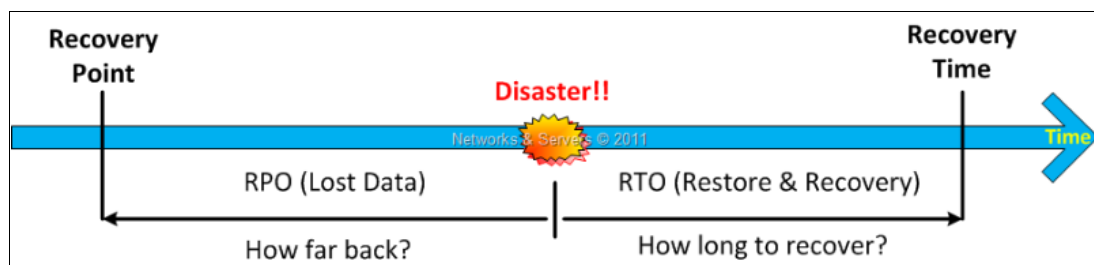 Recovery
Point
Recovery
Time
Disaster!!
Networks & Servers © 2011
Time
RPO (Lost Data)
RTO (Restore & Recovery)
How far back?
How long to recover?